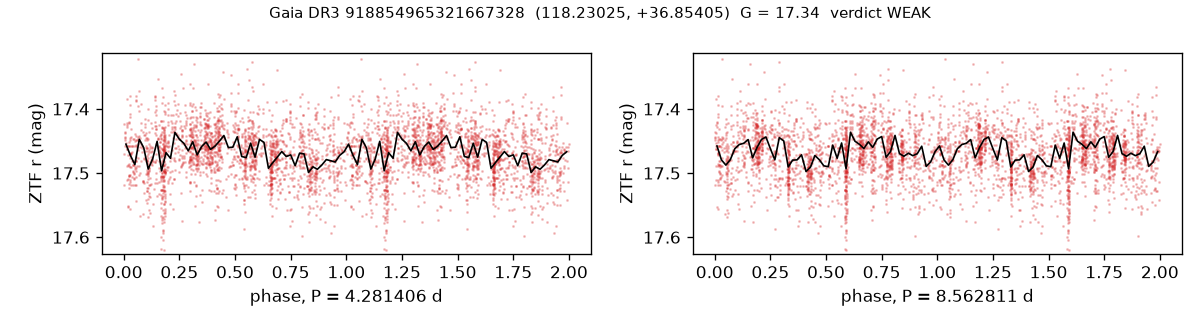 Gaia DR3 918854965321667328  (118.23025, +36.85405)  G = 17.34  verdict WEAK
ZTF r (mag)
17.4
17.5
17.6
0.00 0.25 0.50 0.75 1.00 1.25 1.50 1.75 2.00
phase, P = 4.281406 d
ZTF r (mag)
17.4
17.5
17.6
0.00 0.25 0.50 0.75 1.00 1.25 1.50 1.75 2.00
phase, P = 8.562811 d